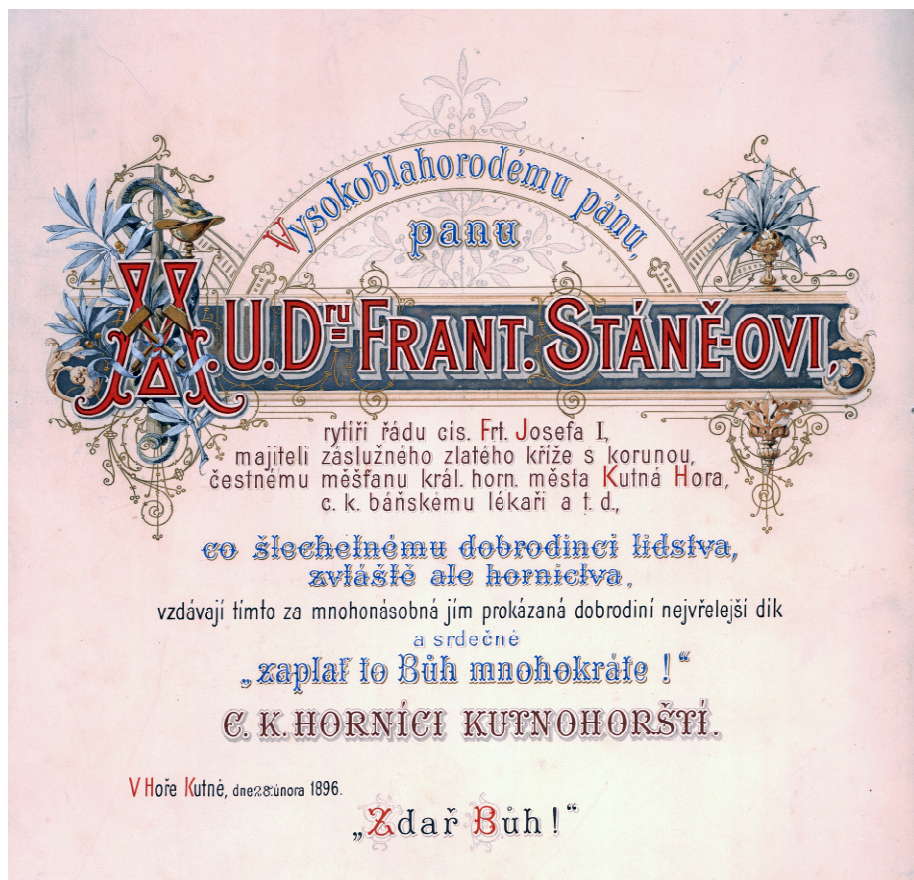 Vysokoblahorodému pánu,
panu
M.U.Dru= FRANT. STÁNĚ=OVI,
rytíři řádu cís. Frt. Josefa I,
majiteli záslužného zlatého kříže s korunou,
čestnému měšťanu král. horn. města Kutná Hora,
c. k. báňskému lékaři a t. d.,
co šlechetnému dobrodinci lidstva,
zvláště ale hornictva,
vzdávají tímto za mnohonásobná jím prokázaná dobrodiní nejvřelejší dík
a srdečné
„zaplať to Bůh mnohokráte !“
C. K. HORNÍCI KUTNOHORŠTÍ.
V Hoře Kutné, dne 28. února 1896.
„Zdař Bůh !“